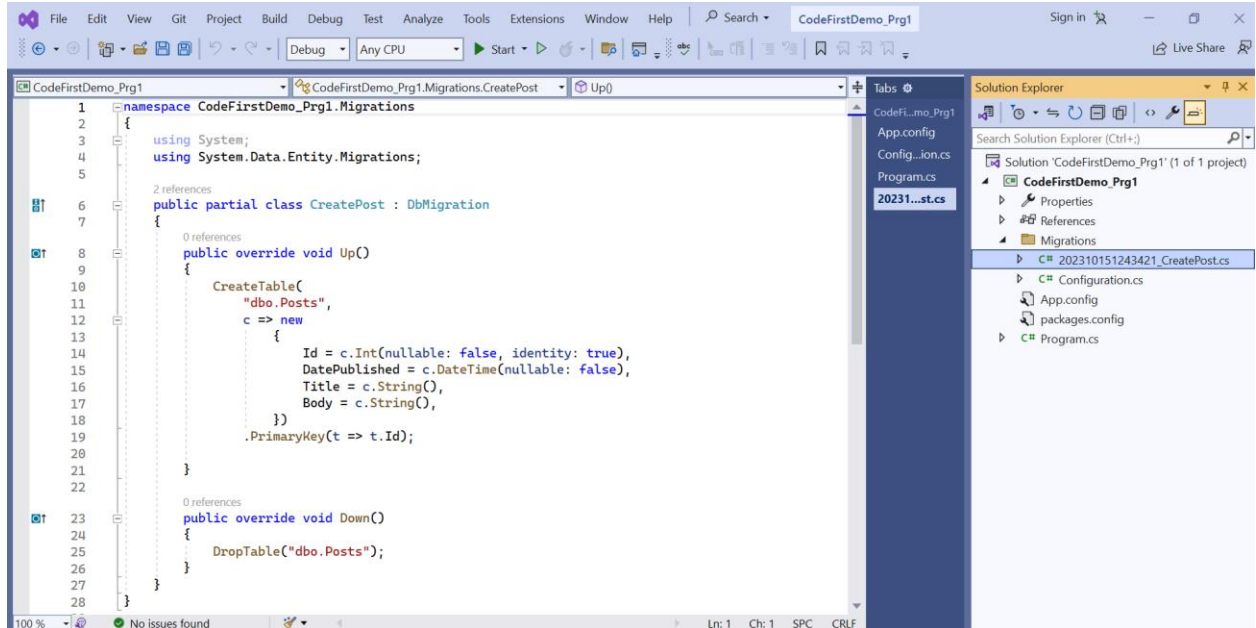 File Edit View Git Project Build Debug Test Analyze Tools Extensions Window Help Search CodeFirstDemo_Prg1 Sign in
Debug Any CPU Start Live Share
CodeFirstDemo_Prg1 CodeFirstDemo_Prg1.Migrations.CreatePost Up()
1 namespace CodeFirstDemo_Prg1.Migrations
2 {
3 using System;
4 using System.Data.Entity.Migrations;
5
2 references
6 public partial class CreatePost : DbMigration
7 {
0 references
8 public override void Up()
9 {
10 CreateTable(
11 "dbo.Posts",
12 c => new
13 {
14 Id = c.Int(nullable: false, identity: true),
15 DatePublished = c.DateTime(nullable: false),
16 Title = c.String(),
17 Body = c.String(),
18 })
19 .PrimaryKey(t => t.Id);
20
21 }
22
0 references
23 public override void Down()
24 {
25 DropTable("dbo.Posts");
26 }
27 }
28 }
100 % No issues found Ln: 1 Ch: 1 SPC CRLF
Tabs
CodeFi...mo_Prg1
App.config
Config...ion.cs
Program.cs
20231...st.cs
Solution Explorer
Search Solution Explorer (Ctrl+;)
Solution 'CodeFirstDemo_Prg1' (1 of 1 project)
C# CodeFirstDemo_Prg1
Properties
References
Migrations
C# 202310151243421_CreatePost.cs
C# Configuration.cs
App.config
packages.config
C# Program.cs